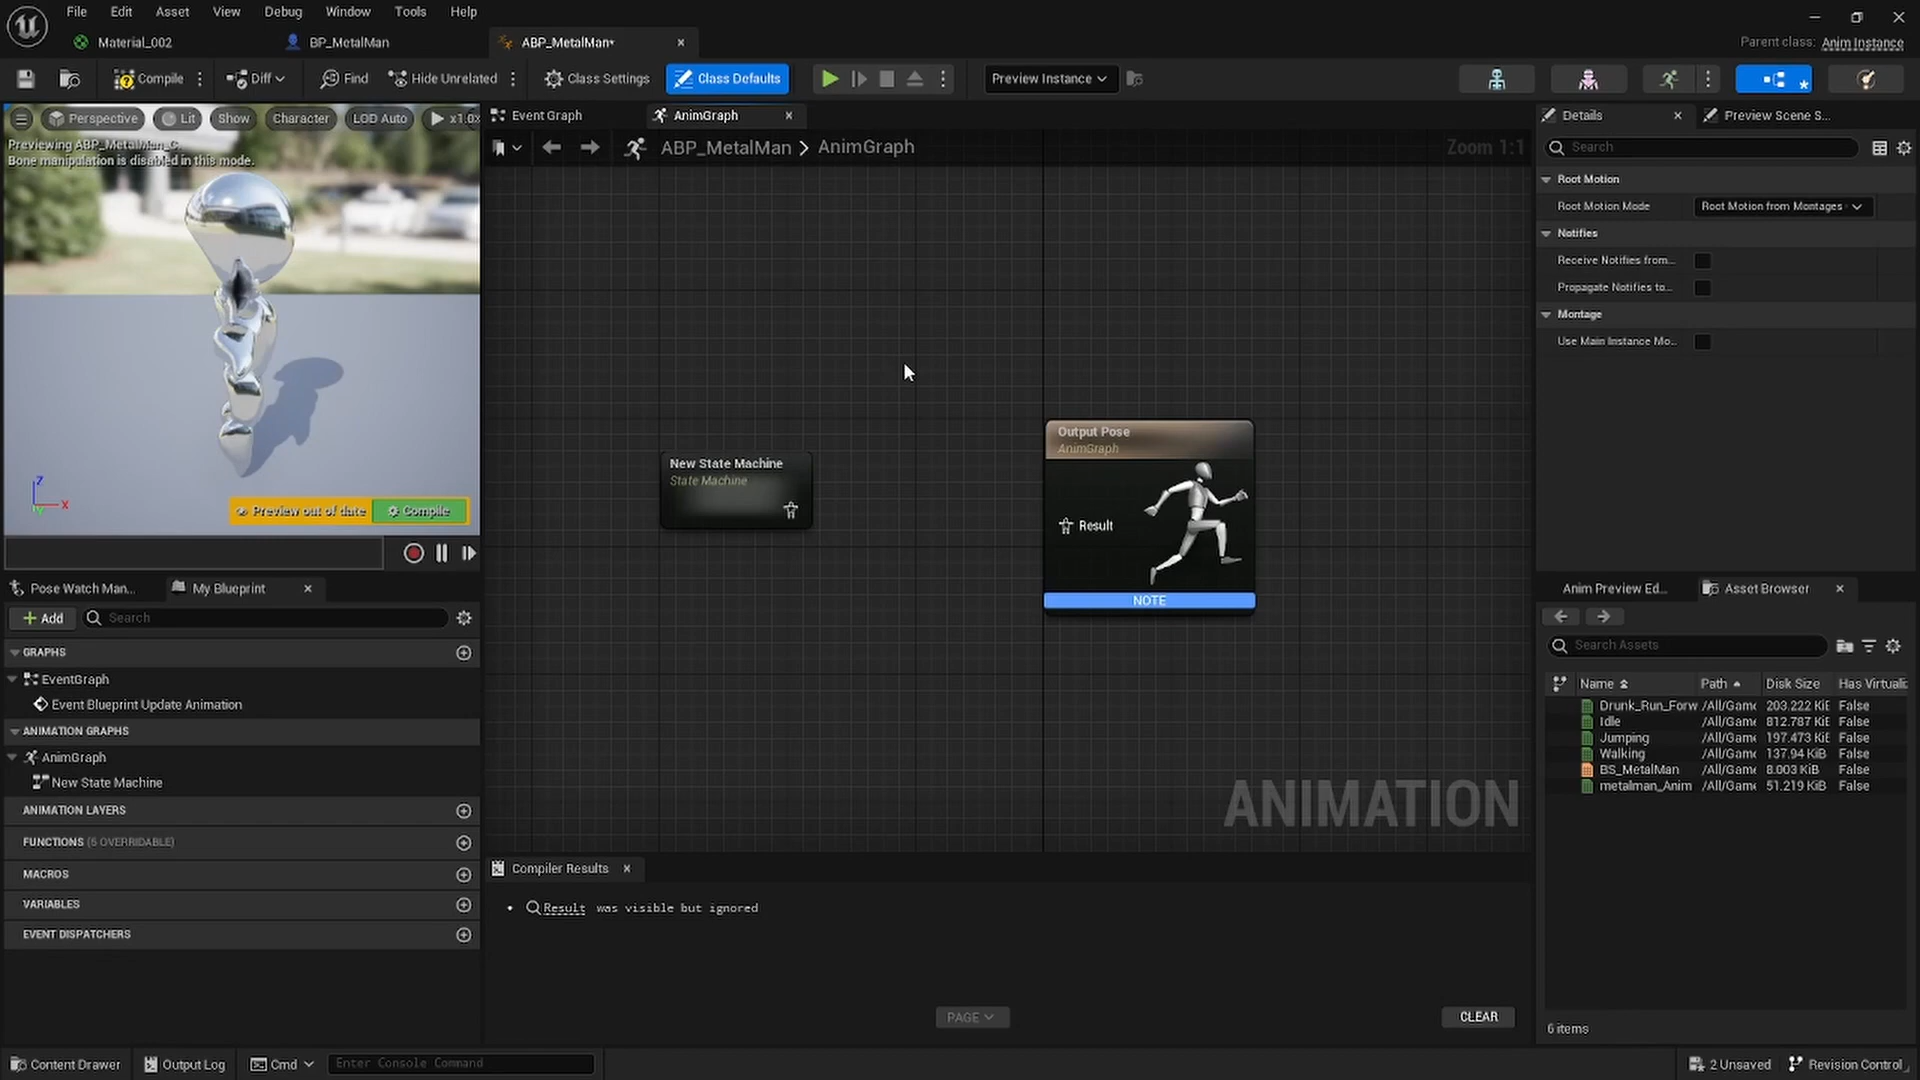 File Edit Asset View Debug Window Tools Help
Material_002
BP_MetalMan
ABP_MetalMan*
Parent class: Anim Instance
Compile
Diff
Find
Hide Unrelated
Class Settings
Class Defaults
Preview Instance
Perspective
Lit
Show
Character
LOD Auto
x1.0
Previewing ABP_MetalMan_C.
Bone manipulation is disabled in this mode.
Z
X
Preview out of date
Compile
Event Graph
AnimGraph
ABP_MetalMan > AnimGraph
Zoom 1:1
New State Machine
State Machine
Output Pose
AnimGraph
Result
NOTE
ANIMATION
Compiler Results
• Result was visible but ignored
PAGE
CLEAR
Pose Watch Man...
My Blueprint
+ Add
Search
GRAPHS
EventGraph
Event Blueprint Update Animation
ANIMATION GRAPHS
AnimGraph
New State Machine
ANIMATION LAYERS
FUNCTIONS (6 OVERRIDABLE)
MACROS
VARIABLES
EVENT DISPATCHERS
Details
Preview Scene S...
Search
Root Motion
Root Motion Mode
Root Motion from Montages
Notifies
Receive Notifies from...
Propagate Notifies to...
Montage
Use Main Instance Mo...
Anim Preview Ed...
Asset Browser
Search Assets
Name Path Disk Size Has Virtuali
Drunk_Run_Forw /All/Game 203.222 KiB False
Idle /All/Game 812.787 KiB False
Jumping /All/Game 197.473 KiB False
Walking /All/Game 137.94 KiB False
BS_MetalMan /All/Game 8.003 KiB False
metalman_Anim /All/Game 51.219 KiB False
6 items
Content Drawer
Output Log
Cmd
Enter Console Command
2 Unsaved
Revision Control